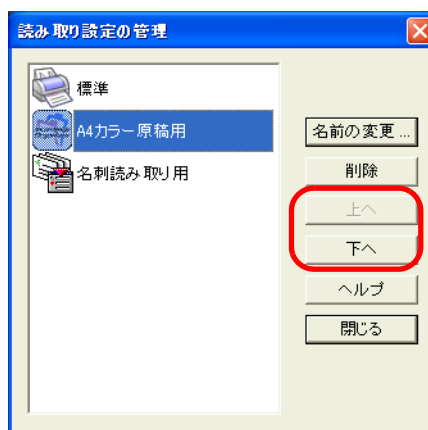 読み取り設定の管理
標準
A4カラー原稿用
名刺読み取り用
名前の変更 ...
削除
上へ
下へ
ヘルプ
閉じる